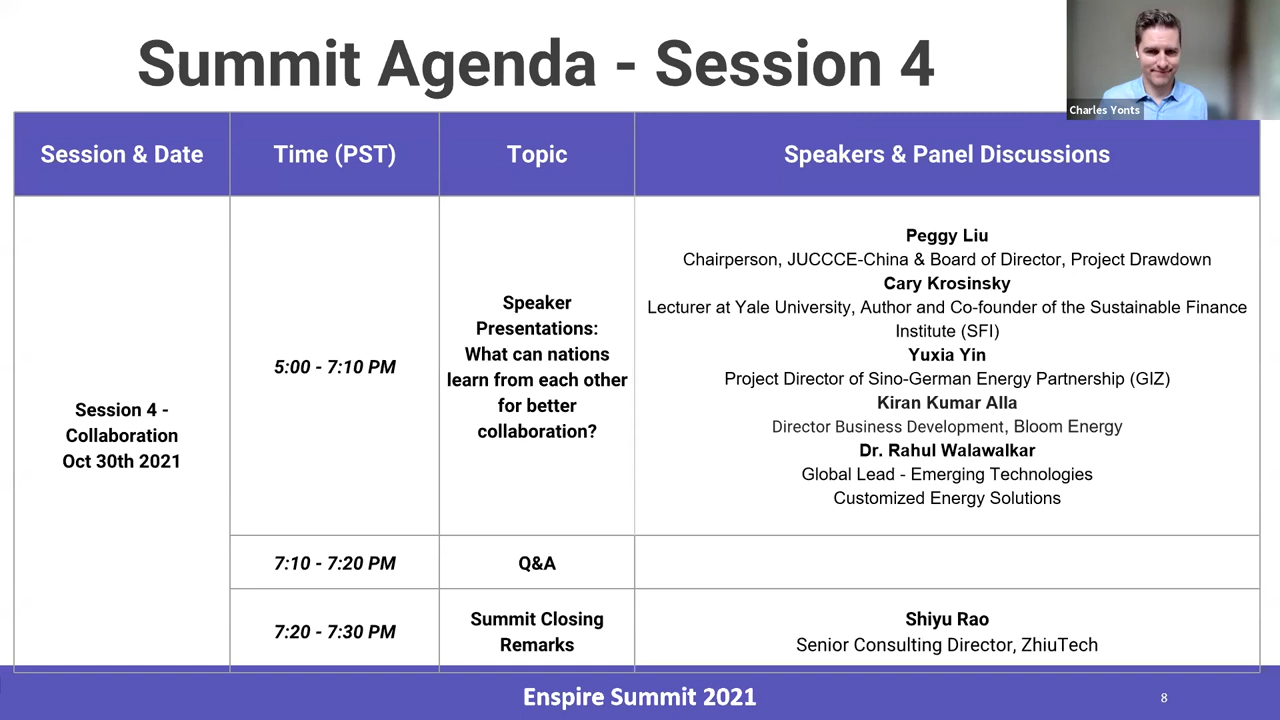 Summit Agenda - Session 4
Charles Yonts
Session & Date
Time (PST)
Topic
Speakers & Panel Discussions
Session 4 -
Collaboration
Oct 30th 2021
5:00 - 7:10 PM
Speaker
Presentations:
What can nations
learn from each other
for better
collaboration?
Peggy Liu
Chairperson, JUCCCE-China & Board of Director, Project Drawdown
Cary Krosinsky
Lecturer at Yale University, Author and Co-founder of the Sustainable Finance
Institute (SFI)
Yuxia Yin
Project Director of Sino-German Energy Partnership (GIZ)
Kiran Kumar Alla
Director Business Development, Bloom Energy
Dr. Rahul Walawalkar
Global Lead - Emerging Technologies
Customized Energy Solutions
7:10 - 7:20 PM
Q&A
7:20 - 7:30 PM
Summit Closing
Remarks
Shiyu Rao
Senior Consulting Director, ZhiuTech
Enspire Summit 2021
8